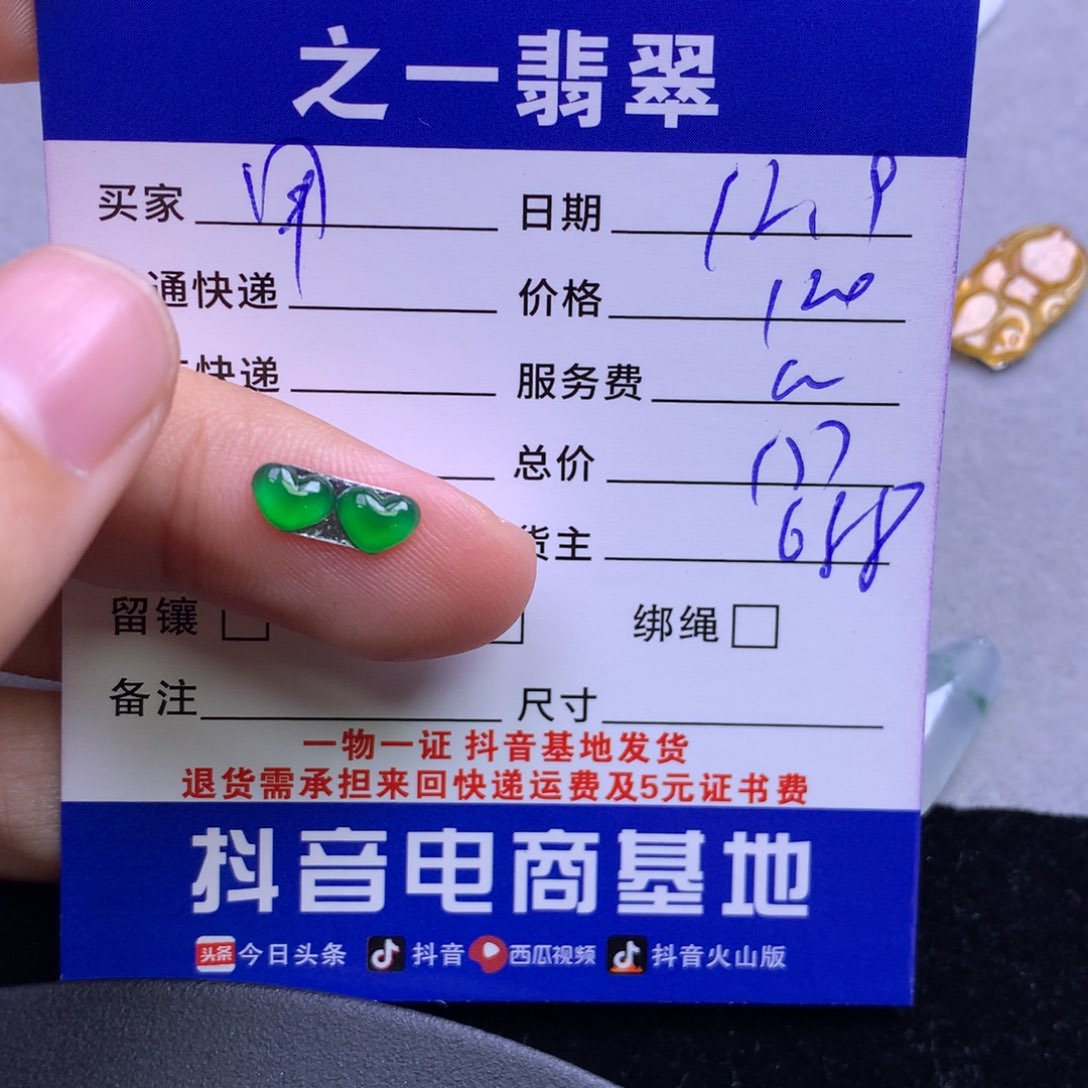 之一翡翠
买家 日期 12.9
通快递 价格 120
快递 服务费
总价
货主 688
留镶 绑绳
备注 尺寸
一物一证 抖音基地发货
退货需承担来回快递运费及5元证书费
抖音电商基地
头条 今日头条 抖音 西瓜视频 抖音火山版